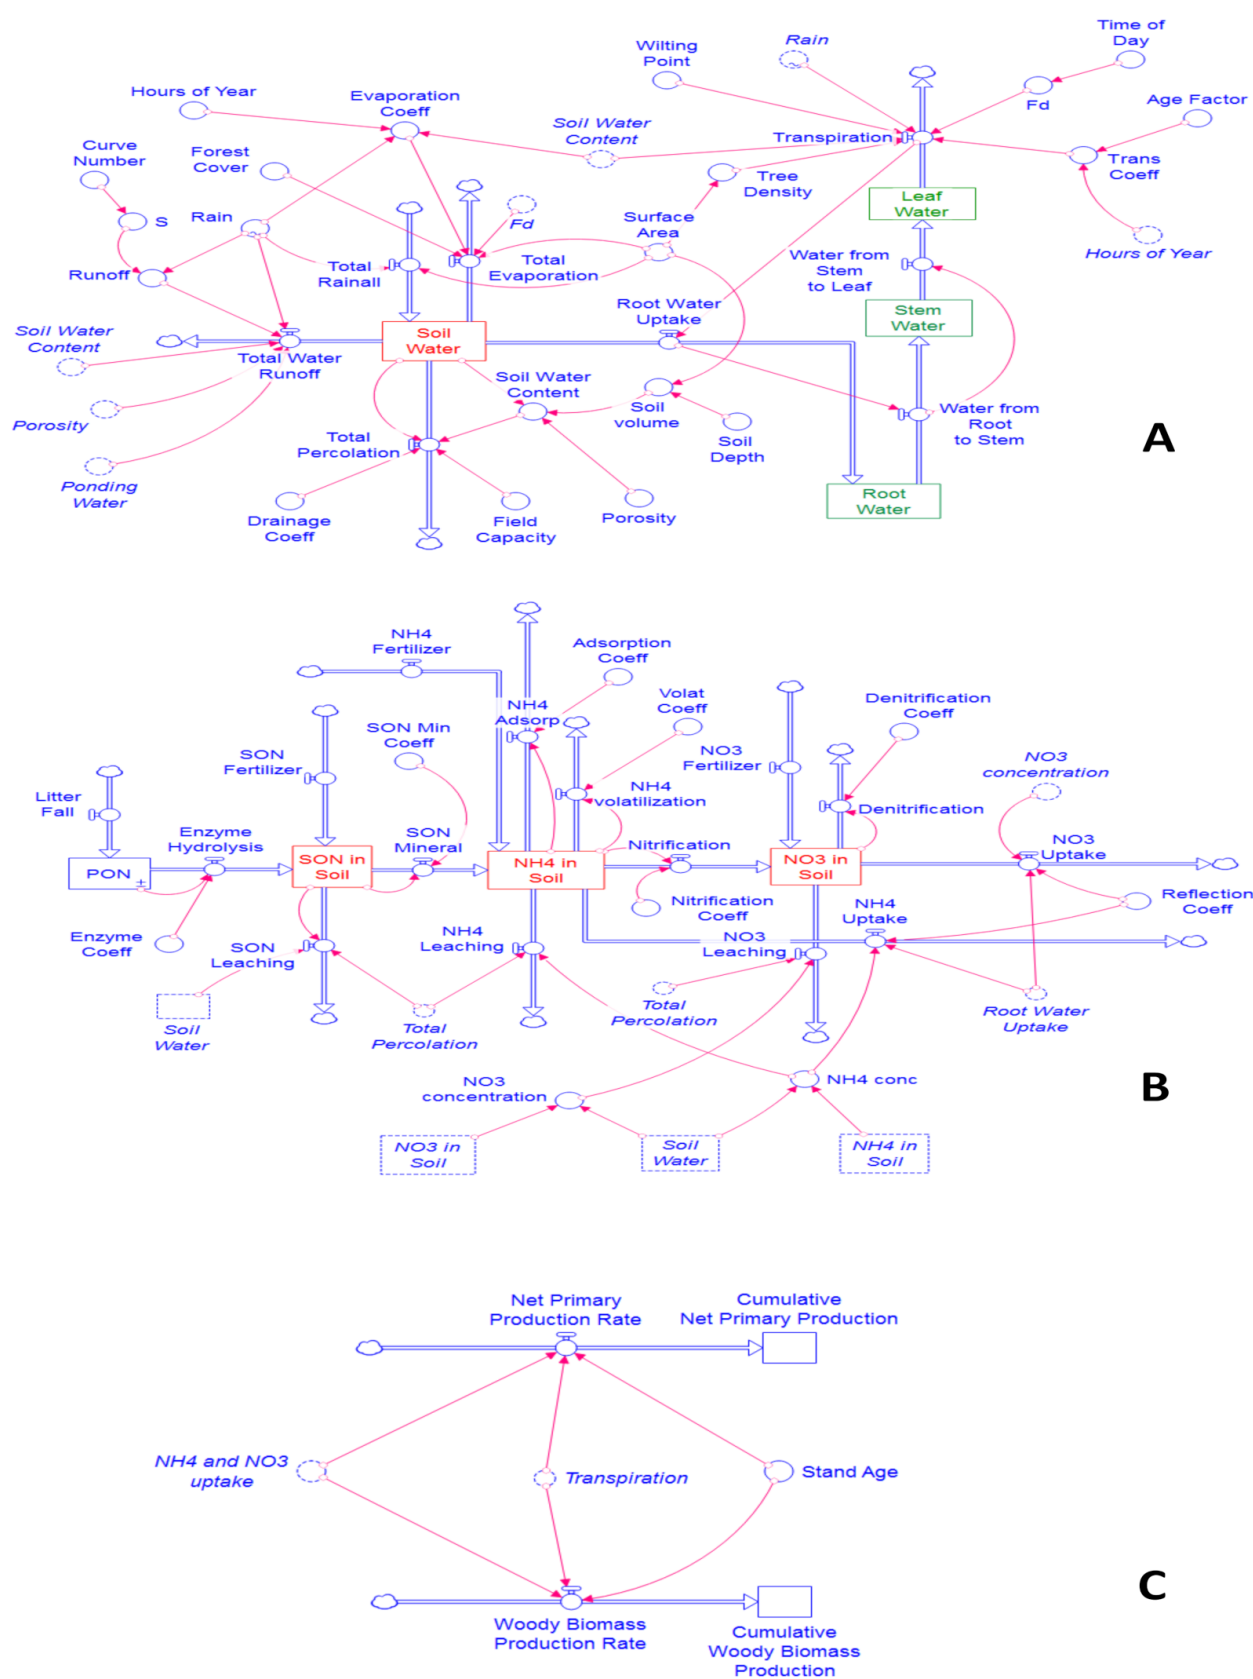 Time of
Day
Rain
Wilting
Point
Hours of Year
Evaporation
Coeff
Fd
Age Factor
Soil Water
Content
Transpiration
Curve
Number
Forest
Cover
Tree
Density
Trans
Coeff
Leaf
Water
S
Rain
Fd
Surface
Area
Hours of Year
Runoff
Total
Rainall
Total
Evaporation
Water from
Stem
to Leaf
Root Water
Uptake
Stem
Water
Soil Water
Content
Soil
Water
Total Water
Runoff
Soil Water
Content
Soil
volume
Water from
Root
to Stem
Porosity
Total
Percolation
Soil
Depth
A
Ponding
Water
Root
Water
Drainage
Coeff
Field
Capacity
Porosity
NH4
Fertilizer
Adsorption
Coeff
Volat
Coeff
Denitrification
Coeff
NH4
Adsorp
SON Min
Coeff
SON
Fertilizer
NO3
Fertilizer
NO3
concentration
NH4
volatilization
Denitrification
Litter
Fall
Enzyme
Hydrolysis
SON
Mineral
Nitrification
NO3
Uptake
PON
±
SON in
Soil
NH4 in
Soil
NO3 in
Soil
Reflection
Coeff
NH4
Uptake
Nitrification
Coeff
Enzyme
Coeff
SON
Leaching
NH4
Leaching
NO3
Leaching
Soil
Water
Total
Percolation
Total
Percolation
Root Water
Uptake
NO3
concentration
NH4 conc
B
NO3 in
Soil
Soil
Water
NH4 in
Soil
Net Primary
Production Rate
Cumulative
Net Primary Production
NH4 and NO3
uptake
Transpiration
Stand Age
C
Woody Biomass
Production Rate
Cumulative
Woody Biomass
Production